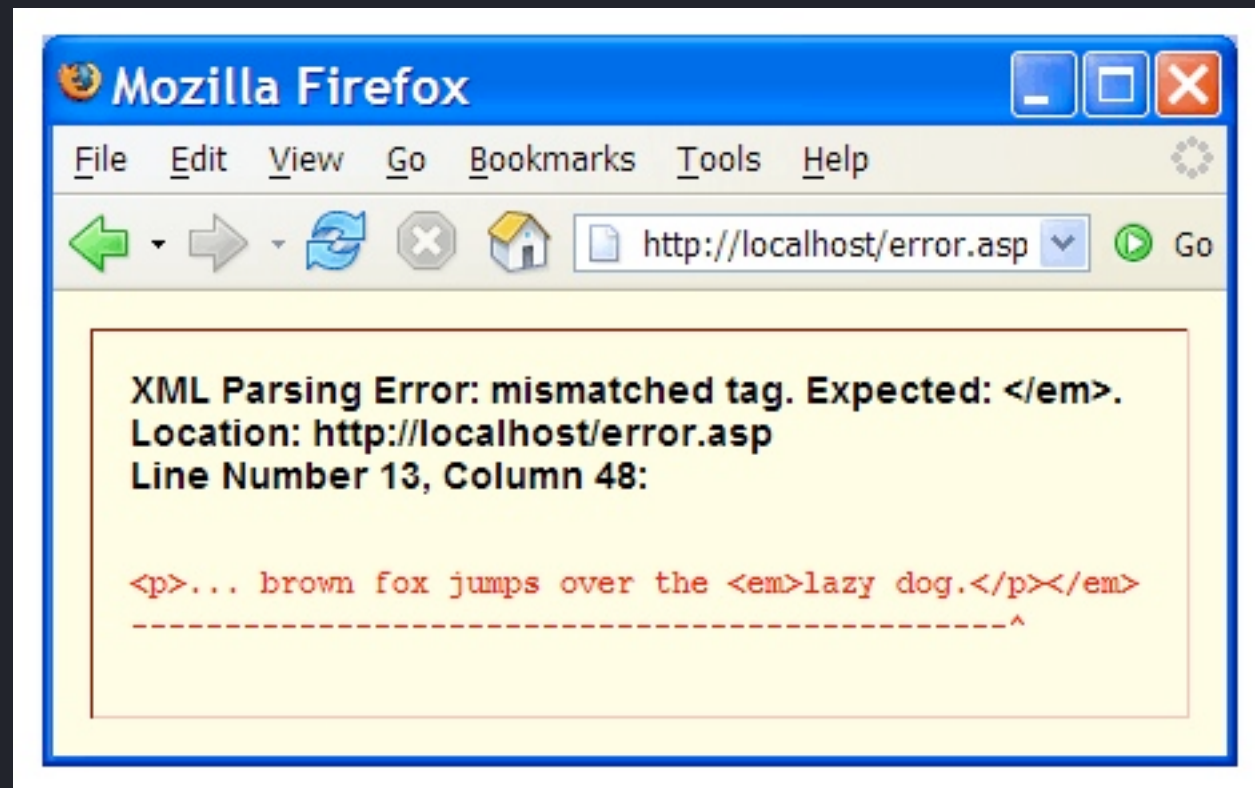 Mozilla Firefox
File Edit View Go Bookmarks Tools Help
http://localhost/error.asp Go
XML Parsing Error: mismatched tag. Expected: </em>.
Location: http://localhost/error.asp
Line Number 13, Column 48:
<p>... brown fox jumps over the <em>lazy dog.</p></em>
-----------------------------------------------^